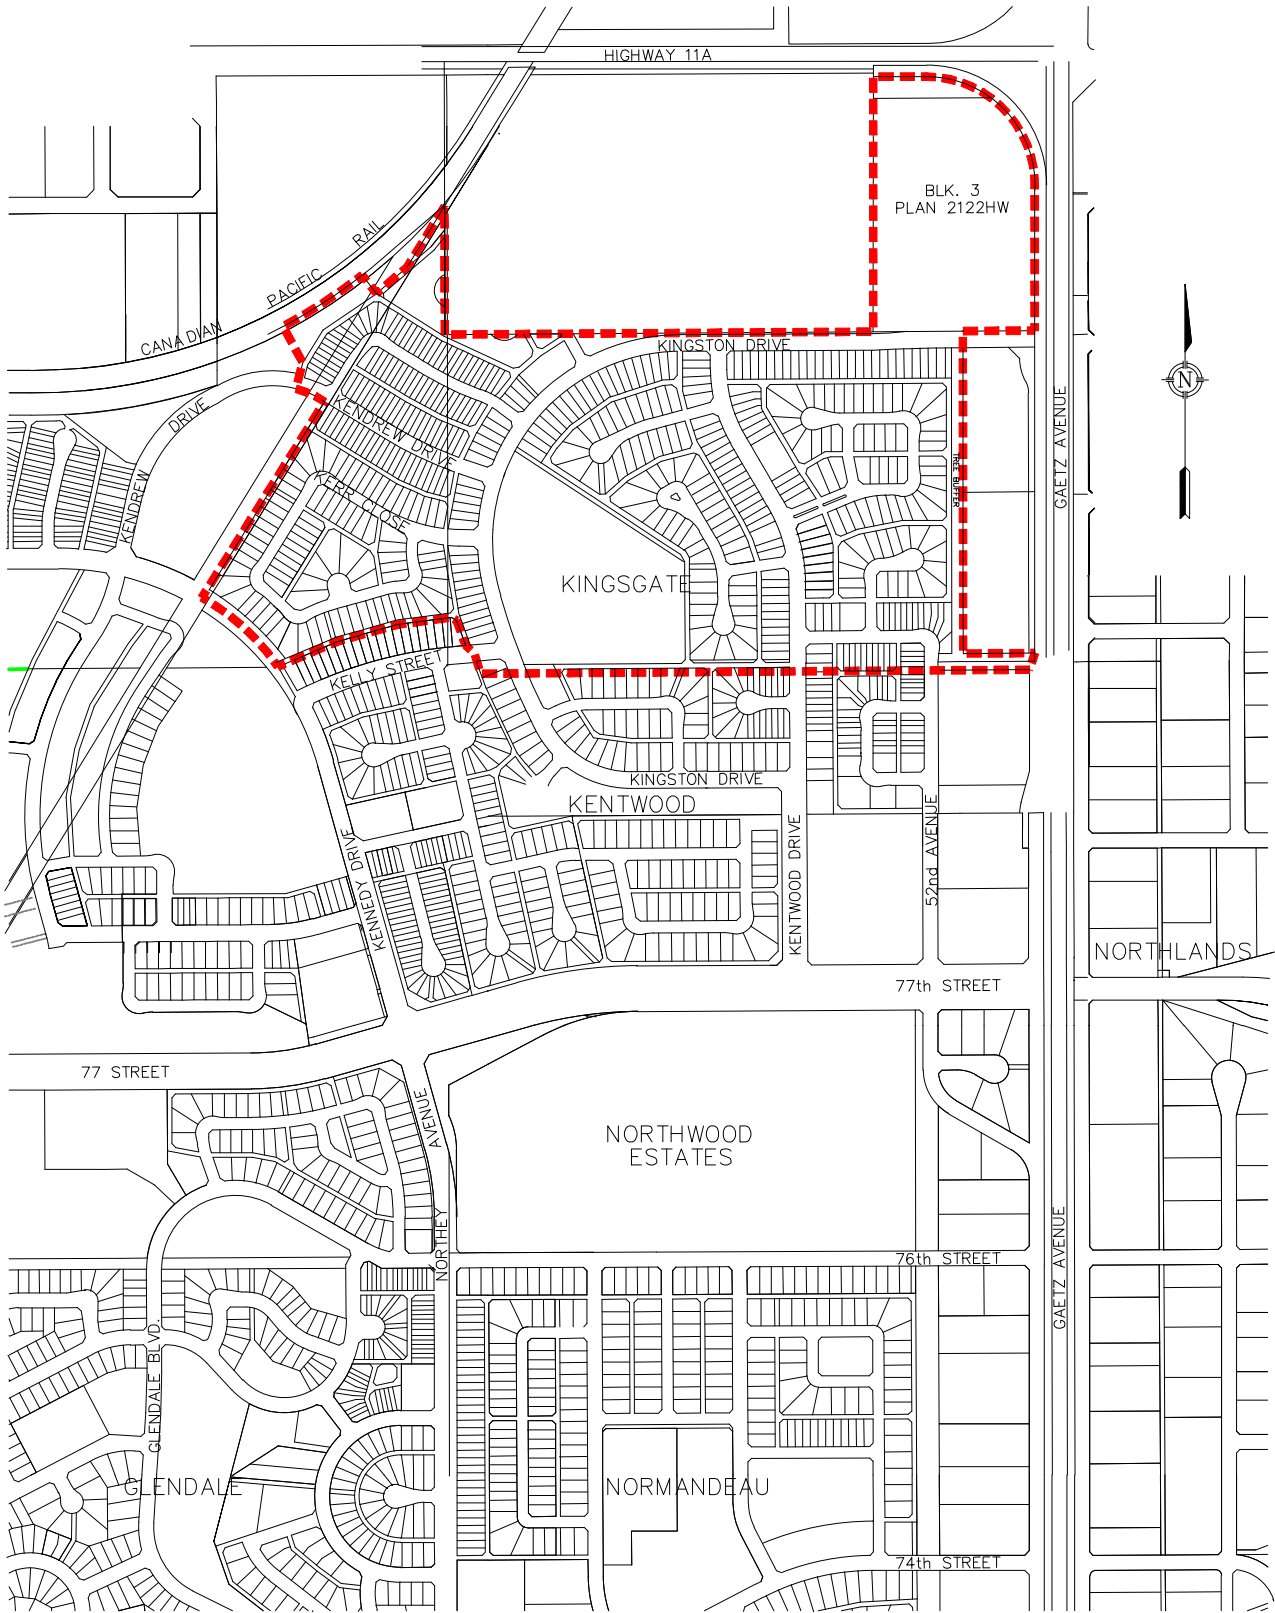 HIGHWAY 11A
BLK. 3
PLAN 2122HW
CANADIAN PACIFIC RAIL
KINGSTON DRIVE
GAETZ AVENUE
N
KENDREW DRIVE
KENDREW DRIVE
KERR CLOSE
TREE BUFFER
KINGSGATE
KELLY STREET
KINGSTON DRIVE
KENTWOOD
KENNEDY DRIVE
KENTWOOD DRIVE
52nd AVENUE
NORTHLANDS
77th STREET
77 STREET
NORTHEY AVENUE
NORTHWOOD
ESTATES
76th STREET
GAETZ AVENUE
GLENDALE BLVD.
GLENDALE
NORMANDEAU
74th STREET